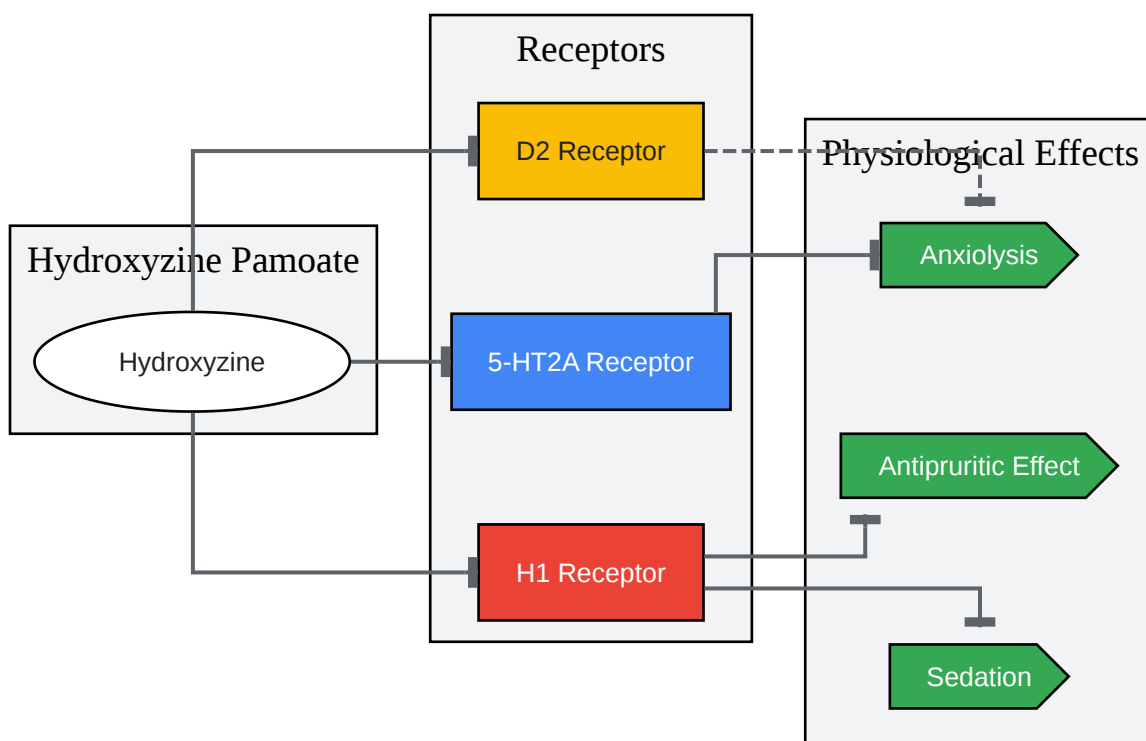 Receptors
D2 Receptor
Physiological Effects
Hydroxyzine Pamoate
Anxiolysis
Hydroxyzine
5-HT2A Receptor
Antipruritic Effect
H1 Receptor
Sedation